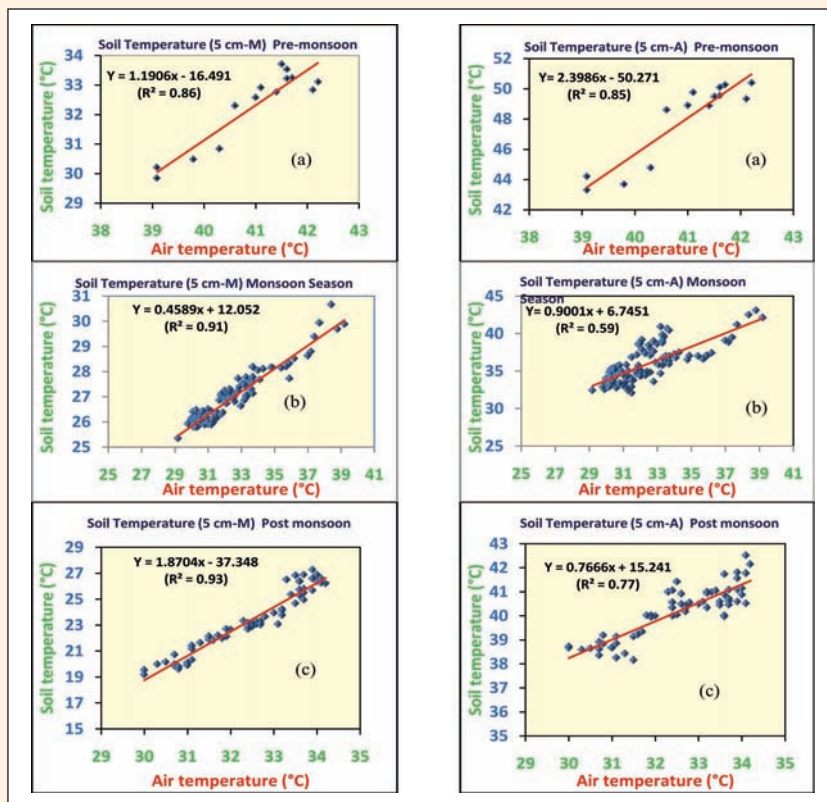 Soil Temperature (5 cm-M) Pre-monsoon
Y = 1.1906x - 16.491
(R² = 0.86)
Soil temperature (°C)
34
33
32
31
30
29
(a)
38 39 40 41 42 43
Air temperature (°C)
Soil Temperature (5 cm-A) Pre-monsoon
Y = 2.3986x - 50.271
(R² = 0.85)
Soil temperature (°C)
52
50
48
46
44
42
(a)
38 39 40 41 42 43
Air temperature (°C)
Soil Temperature (5 cm-M) Monsoon Season
Y = 0.4589x + 12.052
(R² = 0.91)
Soil temperature (°C)
31
30
29
28
27
26
25
(b)
25 27 29 31 33 35 37 39 41
Air temperature (°C)
Soil Temperature (5 cm-A) Monsoon
Season
Y = 0.9001x + 6.7451
(R² = 0.59)
Soil temperature (°C)
45
40
35
30
25
(b)
25 27 29 31 33 35 37 39 41
Air temperature (°C)
Soil Temperature (5 cm-M) Post monsoon
Y = 1.8704x - 37.348
(R² = 0.93)
Soil temperature (°C)
29
27
25
23
21
19
17
15
(c)
29 30 31 32 33 34 35
Air temperature (°C)
Soil Temperature (5 cm-A) Post monsoon
Y = 0.7666x + 15.241
(R² = 0.77)
Soil temperature (°C)
43
42
41
40
39
38
37
36
35
(c)
29 30 31 32 33 34 35
Air temperature (°C)